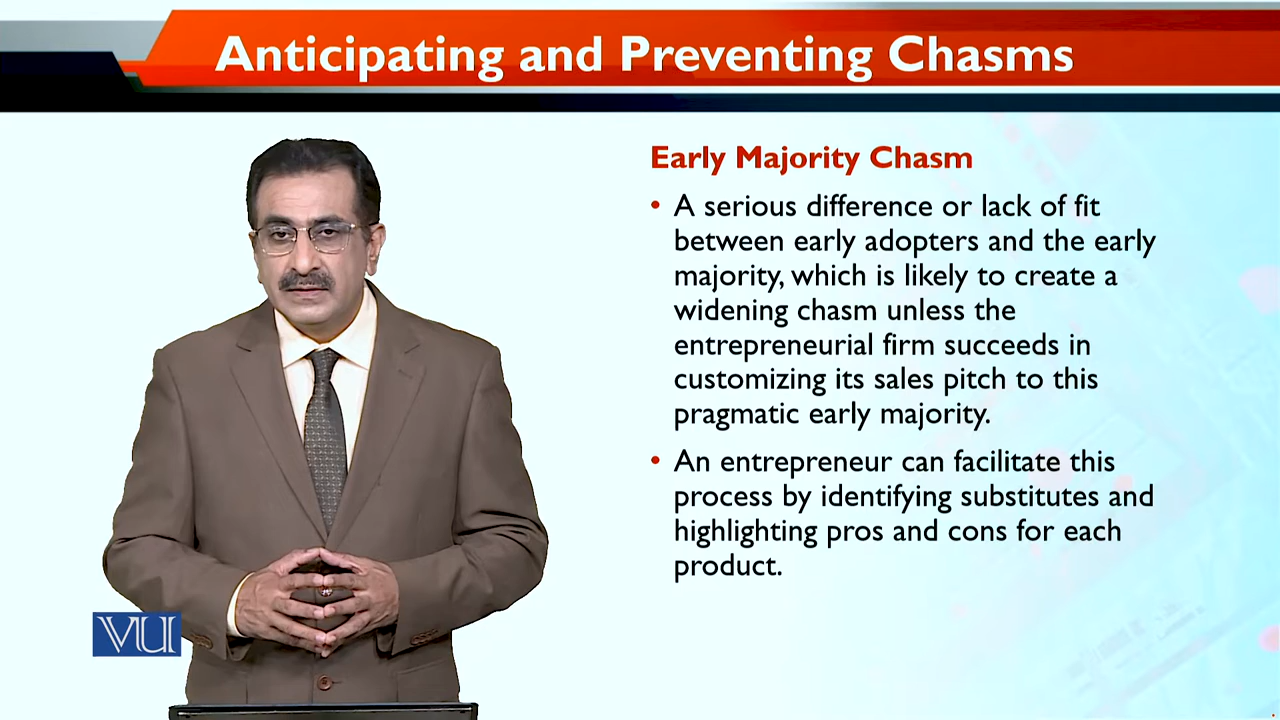 Anticipating and Preventing Chasms
Early Majority Chasm
• A serious difference or lack of fit
between early adopters and the early
majority, which is likely to create a
widening chasm unless the
entrepreneurial firm succeeds in
customizing its sales pitch to this
pragmatic early majority.
• An entrepreneur can facilitate this
process by identifying substitutes and
highlighting pros and cons for each
product.
VU